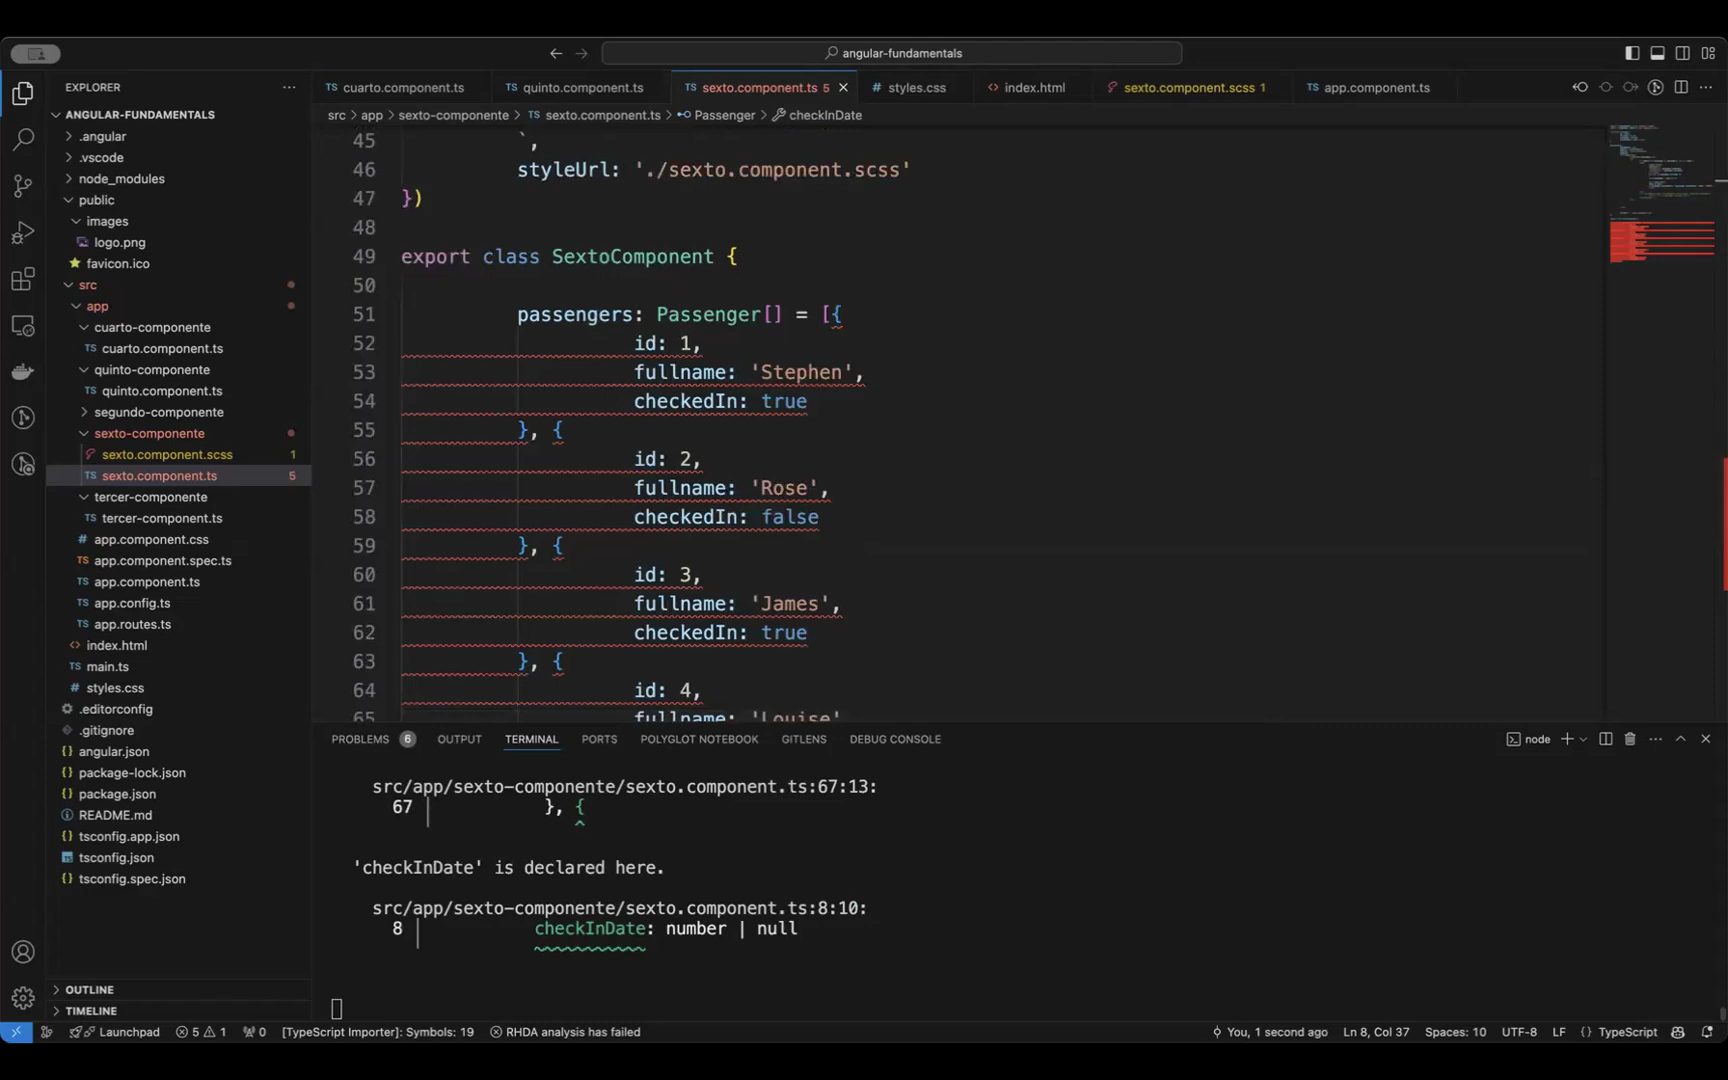 angular-fundamentals
EXPLORER
cuarto.component.ts
quinto.component.ts
sexto.component.ts 5
styles.css
index.html
sexto.component.scss 1
app.component.ts
src > app > sexto-componente > sexto.component.ts > Passenger > checkInDate
ANGULAR-FUNDAMENTALS
.angular
.vscode
node_modules
public
images
logo.png
favicon.ico
src
app
cuarto-componente
cuarto.component.ts
quinto-componente
quinto.component.ts
segundo-componente
sexto-componente
sexto.component.scss 1
sexto.component.ts 5
tercer-componente
tercer-component.ts
app.component.css
app.component.spec.ts
app.component.ts
app.config.ts
app.routes.ts
index.html
main.ts
styles.css
.editorconfig
.gitignore
angular.json
package-lock.json
package.json
README.md
tsconfig.app.json
tsconfig.json
tsconfig.spec.json
OUTLINE
TIMELINE
45 `,
46 styleUrl: './sexto.component.scss'
47 })
48
49 export class SextoComponent {
50
51 passengers: Passenger[] = [{
52 id: 1,
53 fullname: 'Stephen',
54 checkedIn: true
55 }, {
56 id: 2,
57 fullname: 'Rose',
58 checkedIn: false
59 }, {
60 id: 3,
61 fullname: 'James',
62 checkedIn: true
63 }, {
64 id: 4,
65 fullname: 'Louise'
PROBLEMS 6 OUTPUT TERMINAL PORTS POLYGLOT NOTEBOOK GITLENS DEBUG CONSOLE
node
src/app/sexto-componente/sexto.component.ts:67:13:
67 │ }, {
^
'checkInDate' is declared here.
src/app/sexto-componente/sexto.component.ts:8:10:
8 │ checkInDate: number | null
Launchpad 5 1 0 [TypeScript Importer]: Symbols: 19 RHDA analysis has failed
You, 1 second ago Ln 8, Col 37 Spaces: 10 UTF-8 LF {} TypeScript